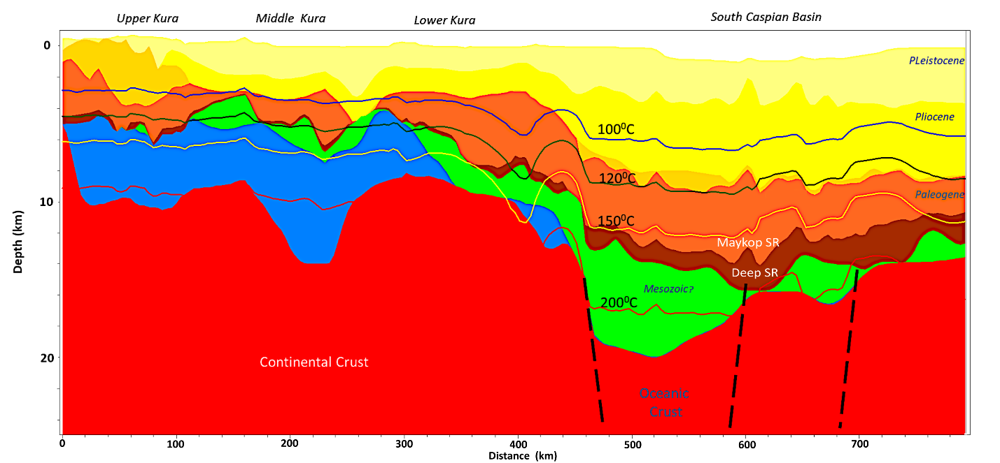 Upper Kura
Middle Kura
Lower Kura
South Caspian Basin
0
PLeistocene
Pliocene
100⁰C
120⁰C
Paleogene
10
150⁰C
Maykop SR
Deep SR
Mesozoic?
200⁰C
20
Continental Crust
Oceanic
Crust
Depth (km)
0 100 200 300 400 500 600 700
Distance (km)